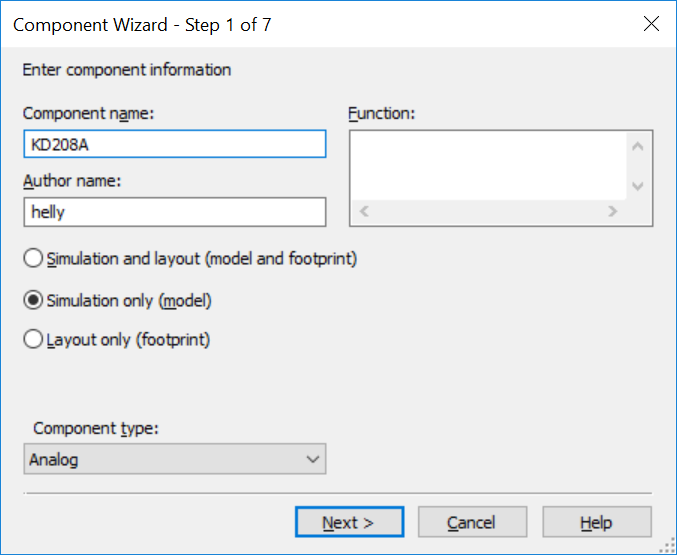 Component Wizard - Step 1 of 7
Enter component information
Component name:
KD208A
Author name:
helly
Function:
Simulation and layout (model and footprint)
Simulation only (model)
Layout only (footprint)
Component type:
Analog
Next >
Cancel
Help